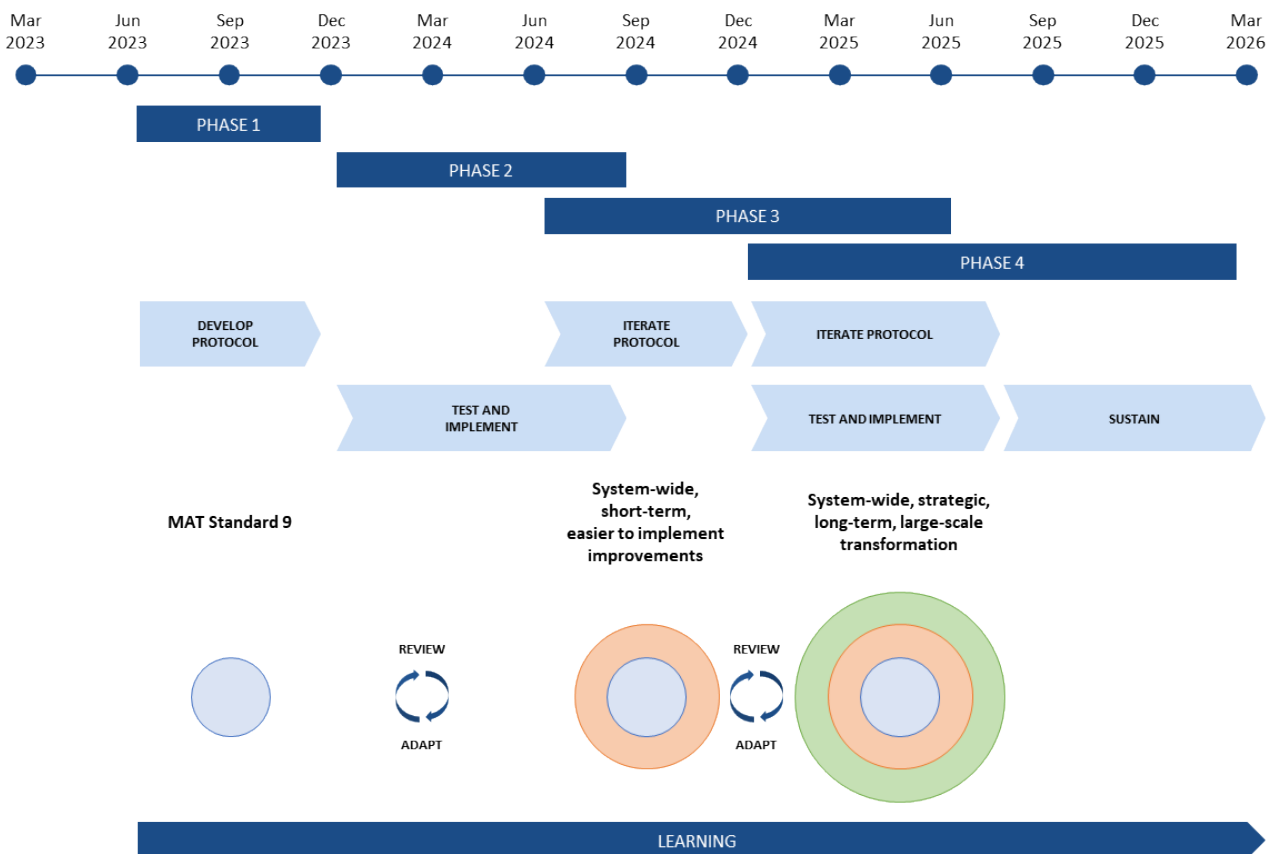 Mar
2023
Jun
2023
Sep
2023
Dec
2023
Mar
2024
Jun
2024
Sep
2024
Dec
2024
Mar
2025
Jun
2025
Sep
2025
Dec
2025
Mar
2026
PHASE 1
PHASE 2
PHASE 3
PHASE 4
DEVELOP
PROTOCOL
ITERATE
PROTOCOL
ITERATE PROTOCOL
TEST AND
IMPLEMENT
TEST AND IMPLEMENT
SUSTAIN
MAT Standard 9
System-wide,
short-term,
easier to implement
improvements
System-wide, strategic,
long-term, large-scale
transformation
REVIEW
ADAPT
REVIEW
ADAPT
LEARNING